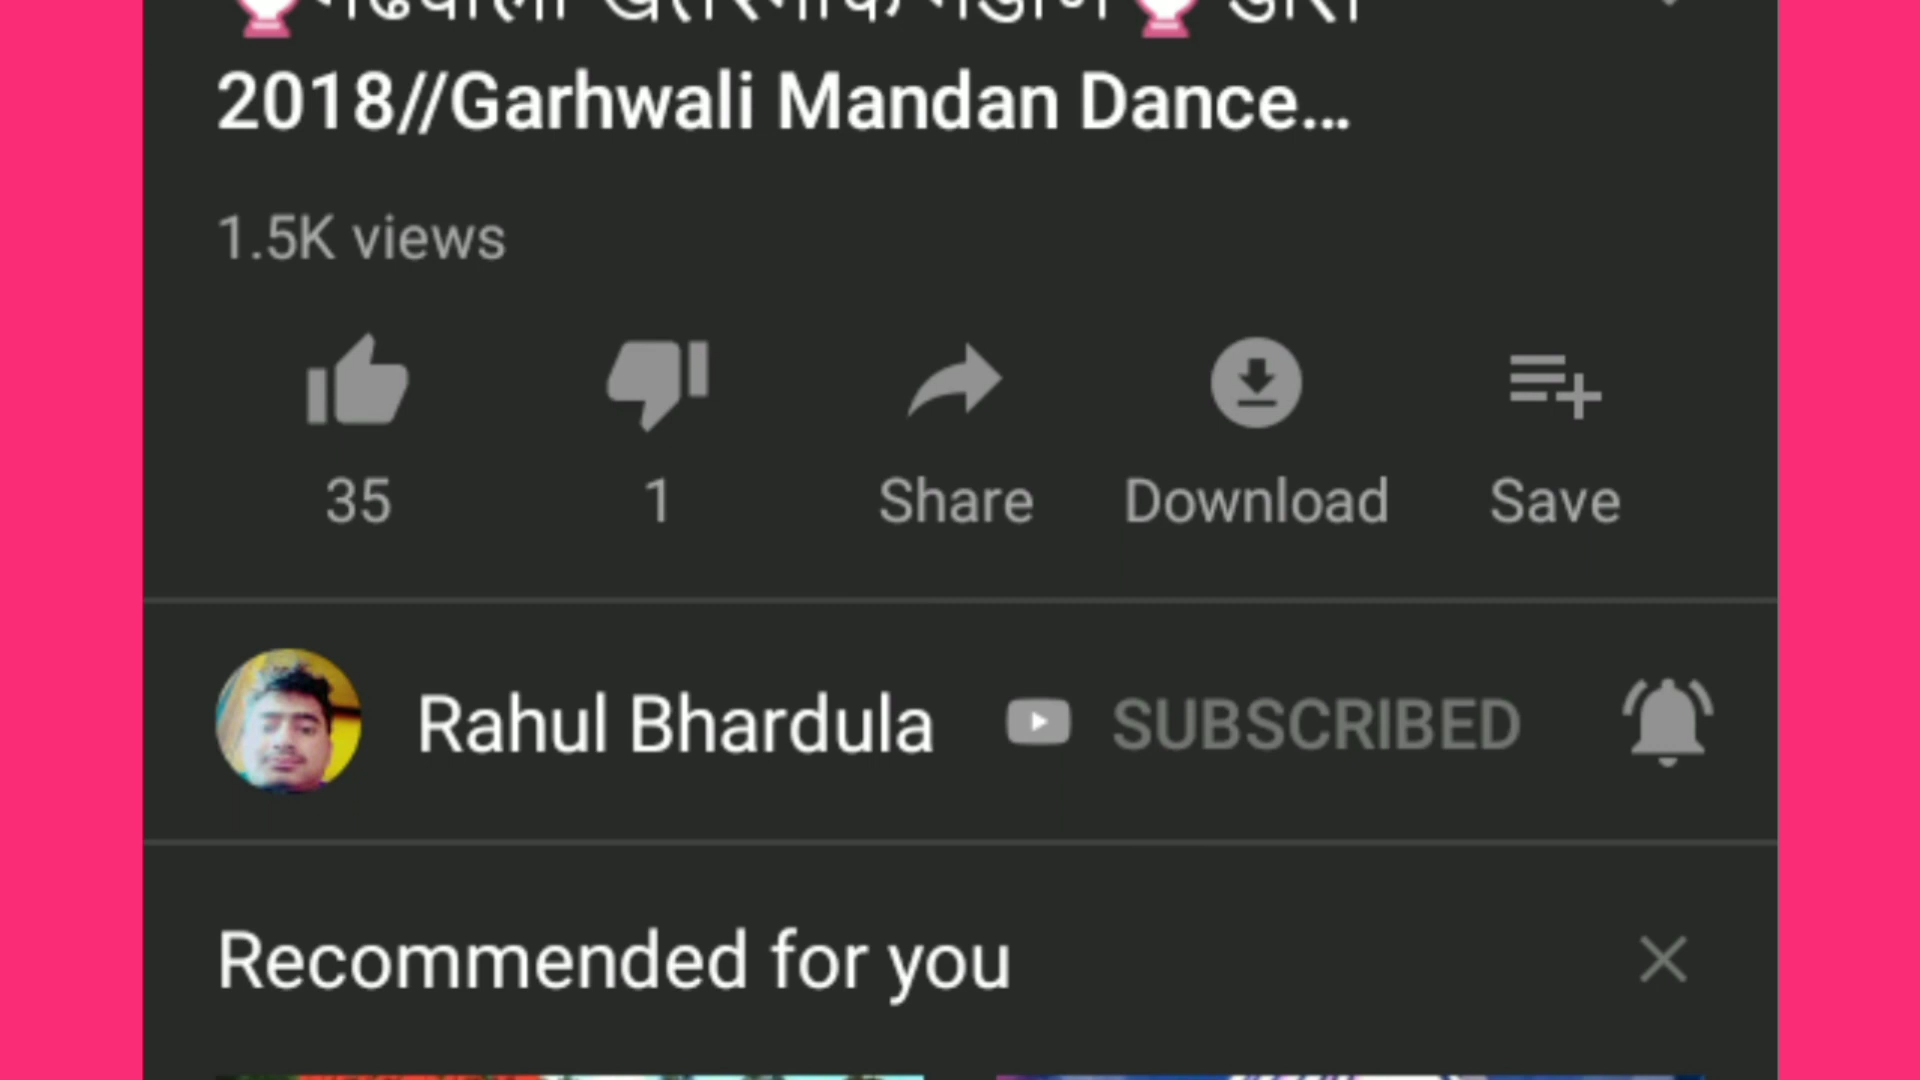 2018//Garhwali Mandan Dance...
1.5K views
35
1
Share
Download
Save
Rahul Bhardula
SUBSCRIBED
Recommended for you